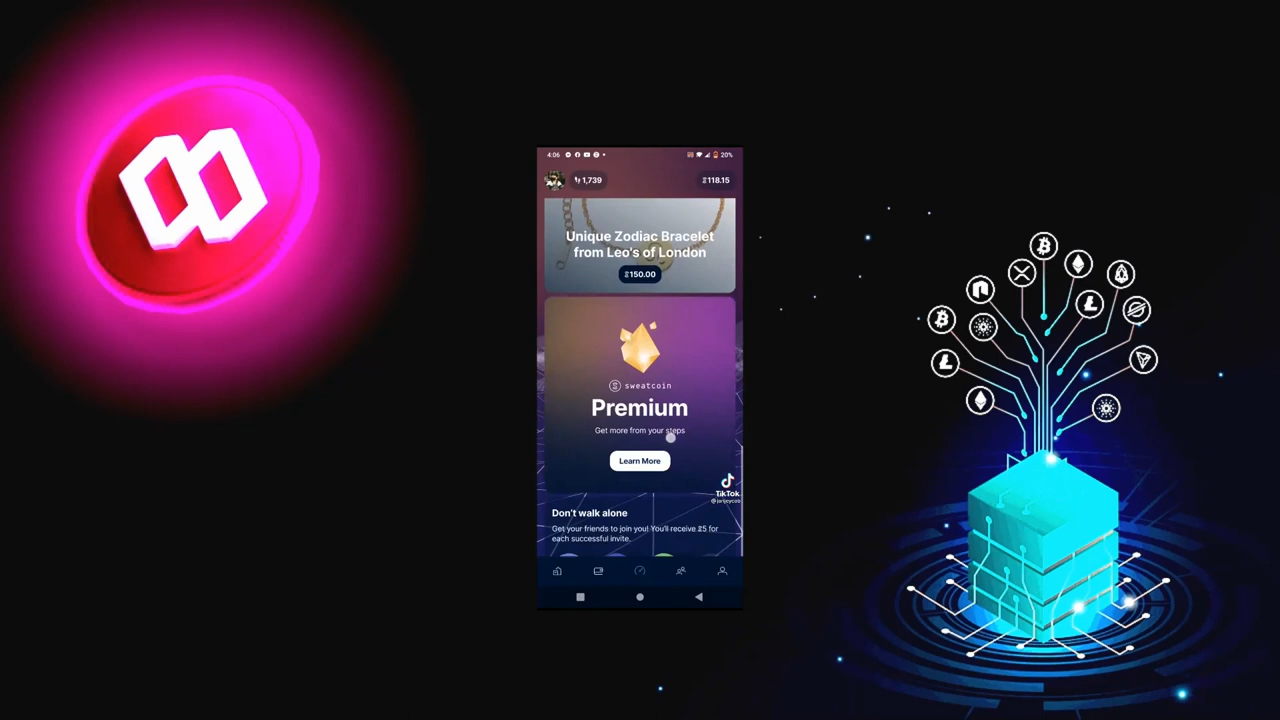 4:06
20%
1,739
118.15
Unique Zodiac Bracelet
from Leo's of London
150.00
sweatcoin
Premium
Get more from your steps
Learn More
TikTok
Don't walk alone
Get your friends to join you! You'll receive 5 for
each successful invite.